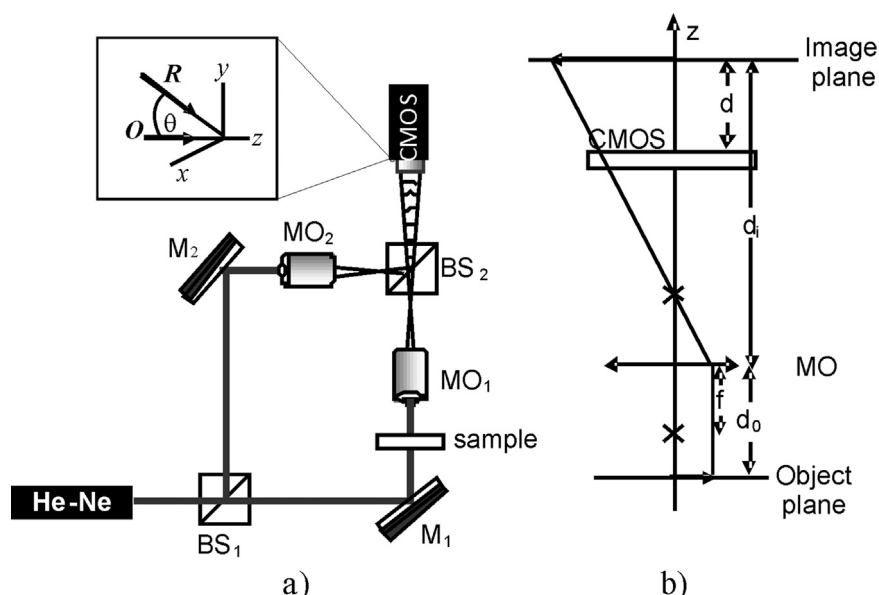 R
y
O
θ
z
x
CMOS
M2
MO2
BS2
MO1
sample
He-Ne
BS1
M1
a)
z
Image
plane
d
CMOS
di
MO
f
d0
Object
plane
b)